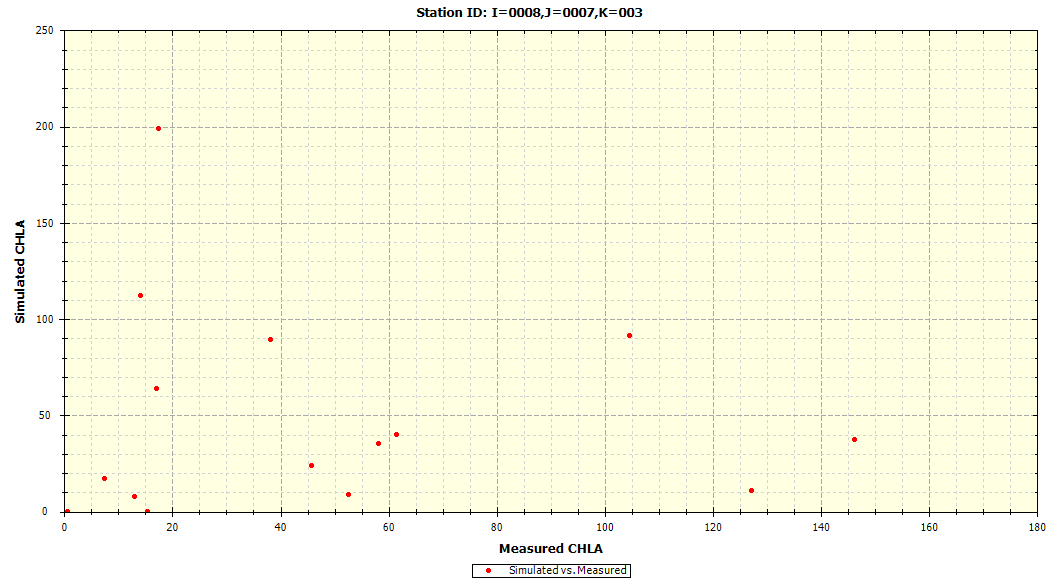 Station ID: I=0008,J=0007,K=003
250
200
150
100
50
0
Simulated CHLA
0 20 40 60 80 100 120 140 160 180
Measured CHLA
Simulated vs. Measured